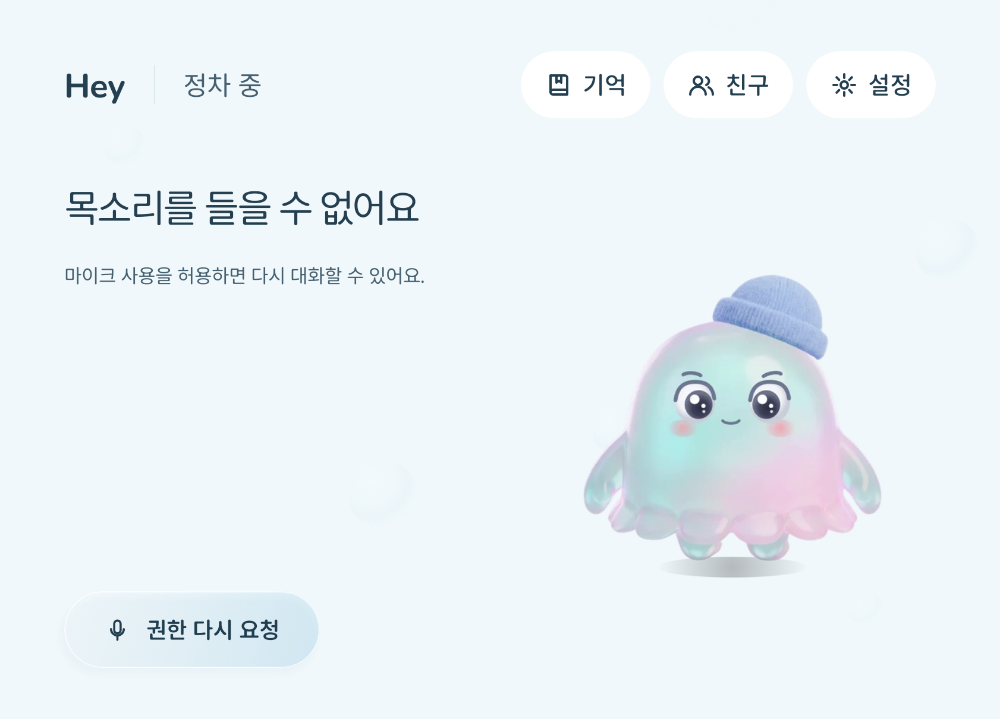 Hey
정차 중
기억
친구
설정
목소리를 들을 수 없어요
마이크 사용을 허용하면 다시 대화할 수 있어요.
권한 다시 요청